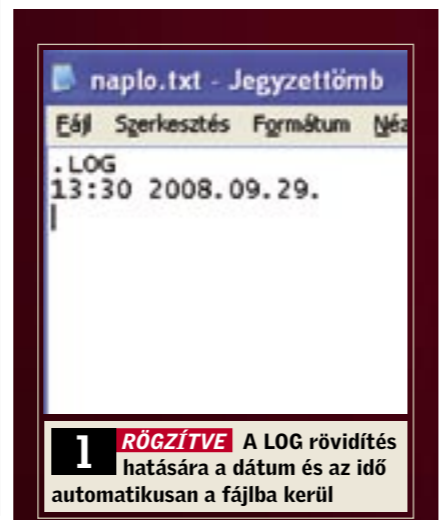 naplo.txt - Jegyzettömb
Fájl Szerkesztés Formátum Néz
.LOG
13:30 2008.09.29.
1 RÖGZÍTVE A LOG rövidítés
hatására a dátum és az idő
automatikusan a fájlba kerül